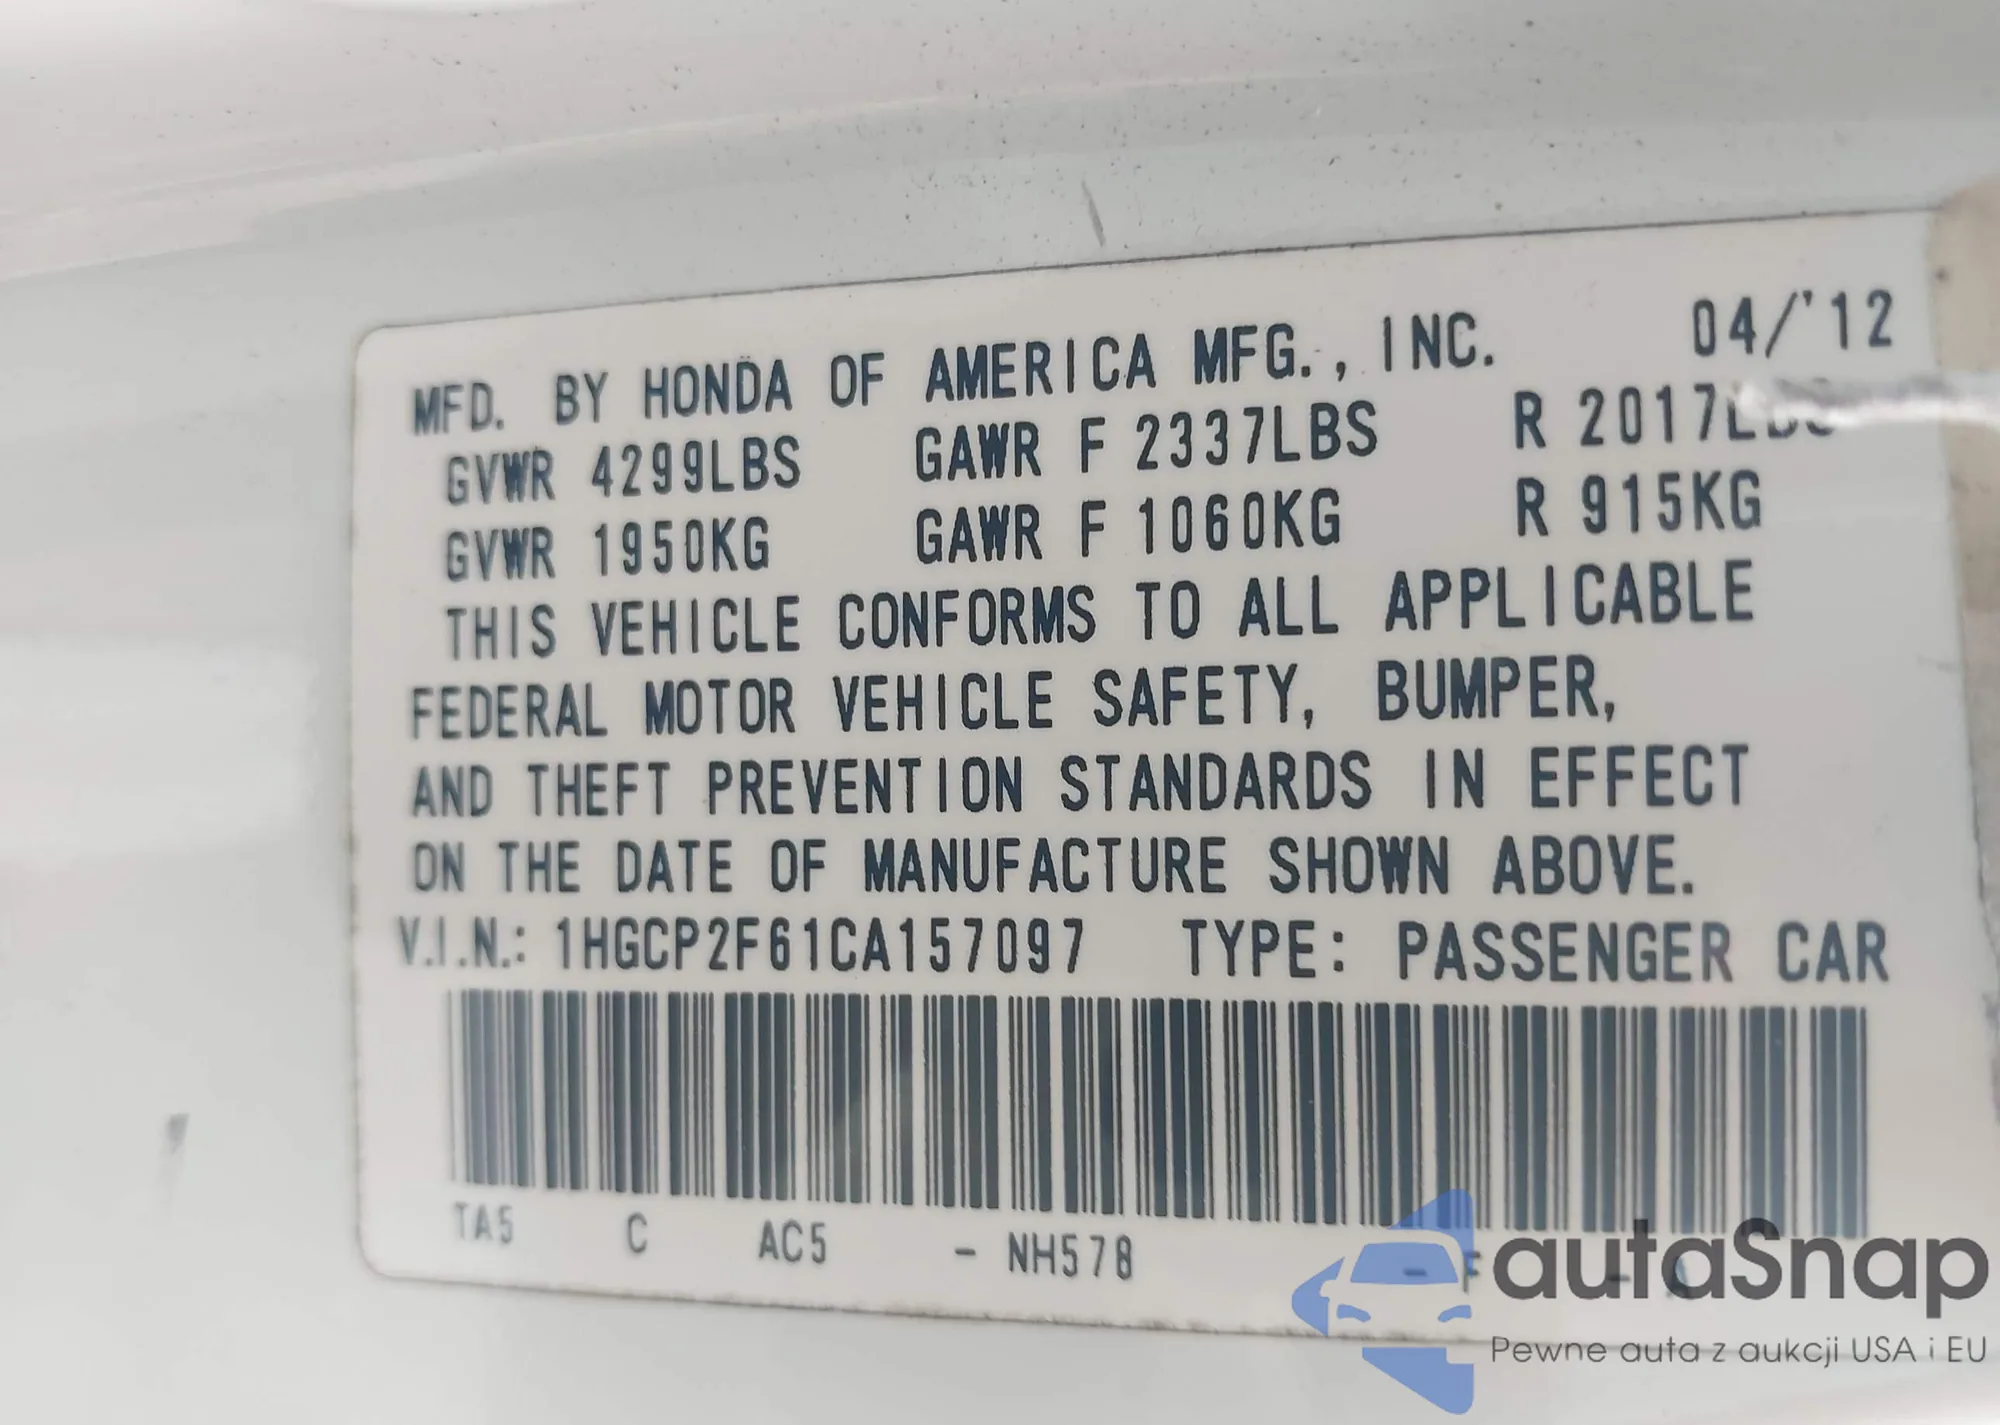 MFD. BY HONDA OF AMERICA MFG., INC. 04/'12
GVWR 4299LBS GAWR F 2337LBS R 2017LBS
GVWR 1950KG GAWR F 1060KG R 915KG
THIS VEHICLE CONFORMS TO ALL APPLICABLE
FEDERAL MOTOR VEHICLE SAFETY, BUMPER,
AND THEFT PREVENTION STANDARDS IN EFFECT
ON THE DATE OF MANUFACTURE SHOWN ABOVE.
V.I.N.: 1HGCP2F61CA157097 TYPE: PASSENGER CAR
TA5 C AC5 - NH578 - F - A
autaSnap
Pewne auta z aukcji USA i EU